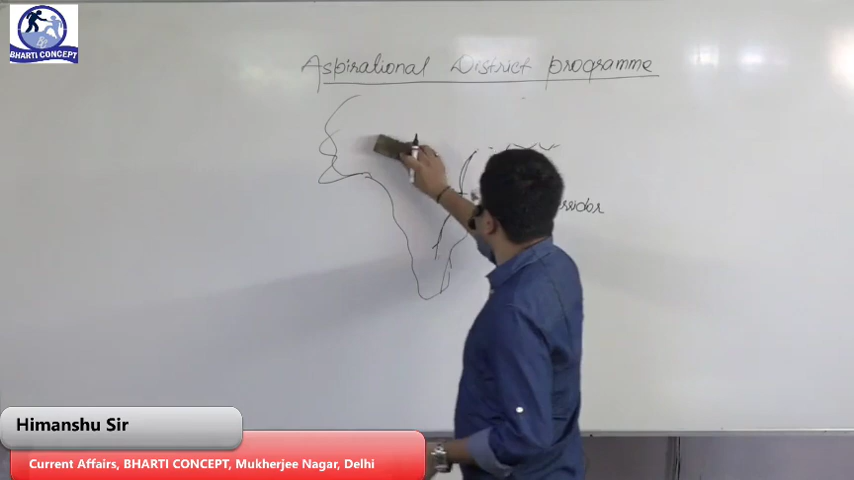 BHARTI CONCEPT
Aspirational District programme
Himanshu Sir
Current Affairs, BHARTI CONCEPT, Mukherjee Nagar, Delhi